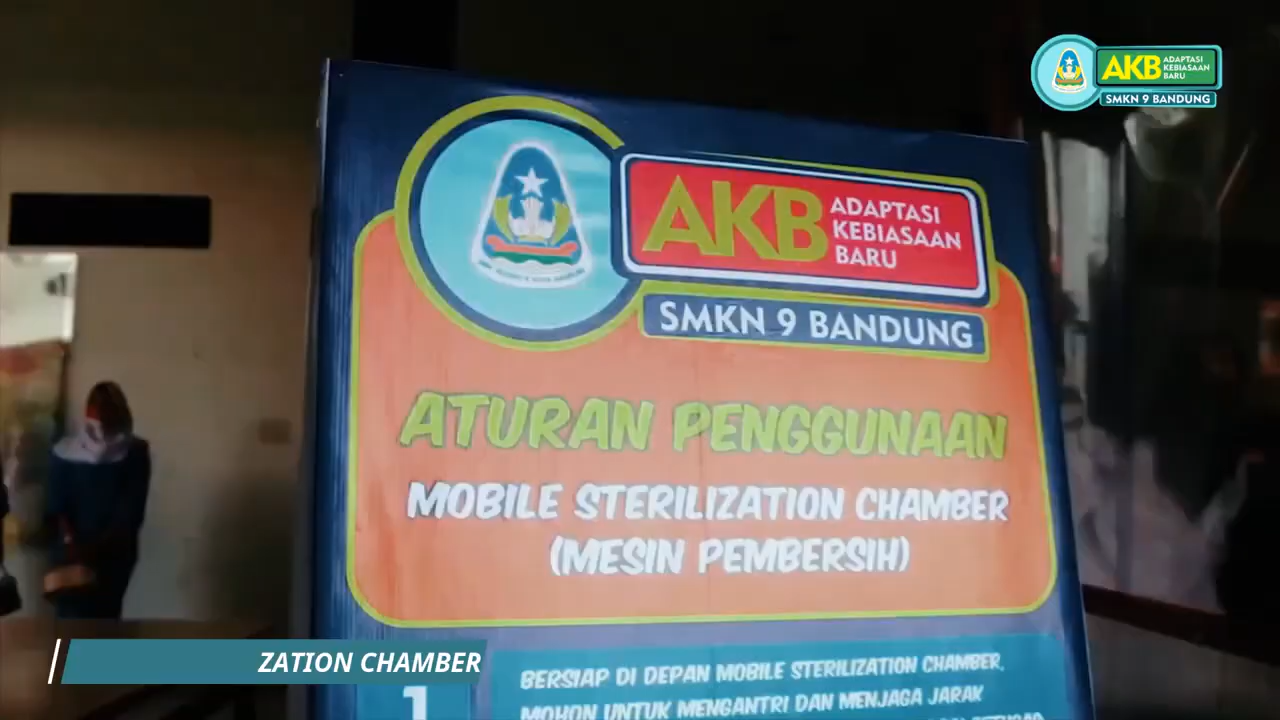 AKB ADAPTASI
KEBIASAAN
BARU
SMKN 9 BANDUNG
AKB ADAPTASI
KEBIASAAN
BARU
SMKN 9 BANDUNG
ATURAN PENGGUNAAN
MOBILE STERILIZATION CHAMBER
(MESIN PEMBERSIH)
ZATION CHAMBER
1
BERSIAP DI DEPAN MOBILE STERILIZATION CHAMBER,
MOHON UNTUK MENGANTRI DAN MENJAGA JARAK